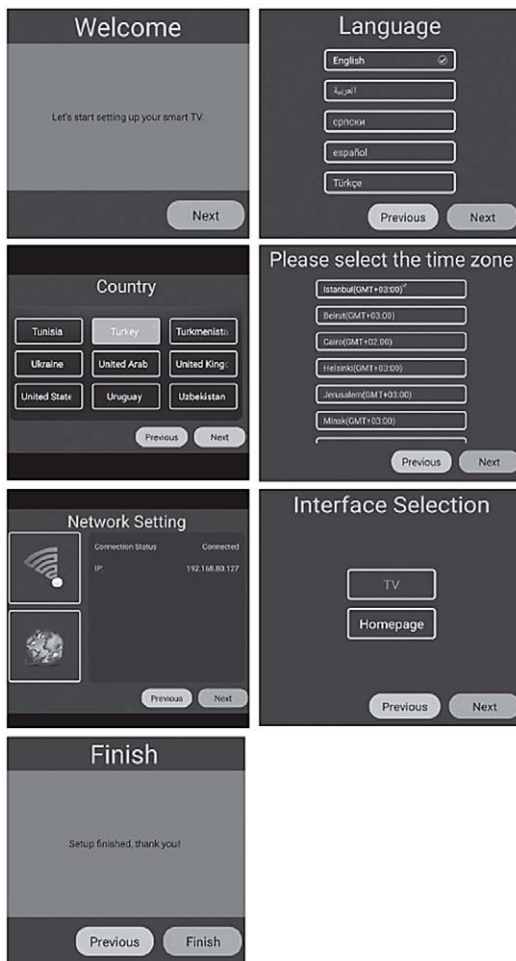 Welcome
Let's start setting up your smart TV.
Next
Language
English
العربية
српски
español
Türkçe
Previous Next
Country
Tunisia Turkey Turkmenista
Ukraine United Arab United King
United State Uruguay Uzbekistan
Previous Next
Please select the time zone
Istanbul(GMT+03:00)
Beirut(GMT+03:00)
Cairo(GMT+02:00)
Helsinki(GMT+03:00)
Jerusalem(GMT+03:00)
Minsk(GMT+03:00)
Previous Next
Network Setting
Connection Status Connected
IP: 192.168.80.127
Previous Next
Interface Selection
TV
Homepage
Previous Next
Finish
Setup finished, thank you!
Previous Finish